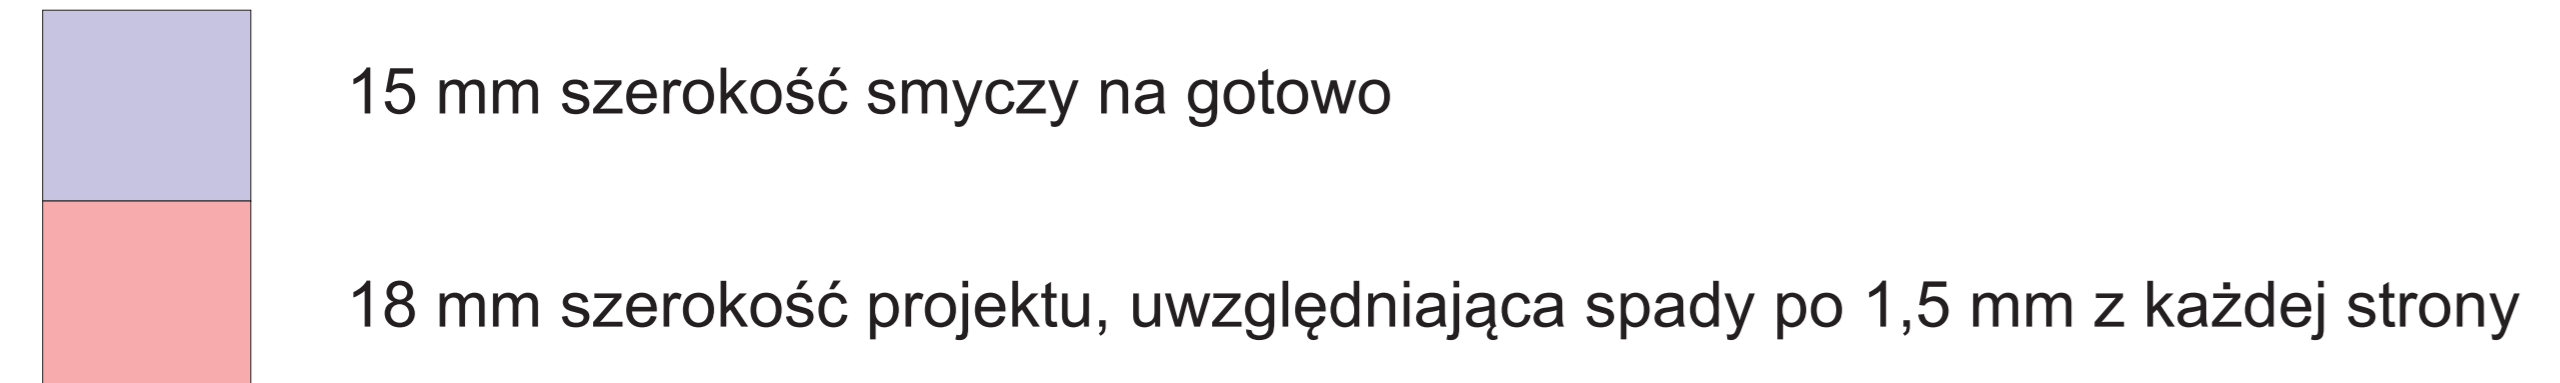 15 mm szerokość smyczy na gotowo
18 mm szerokość projektu, uwzględniająca spady po 1,5 mm z każdej strony